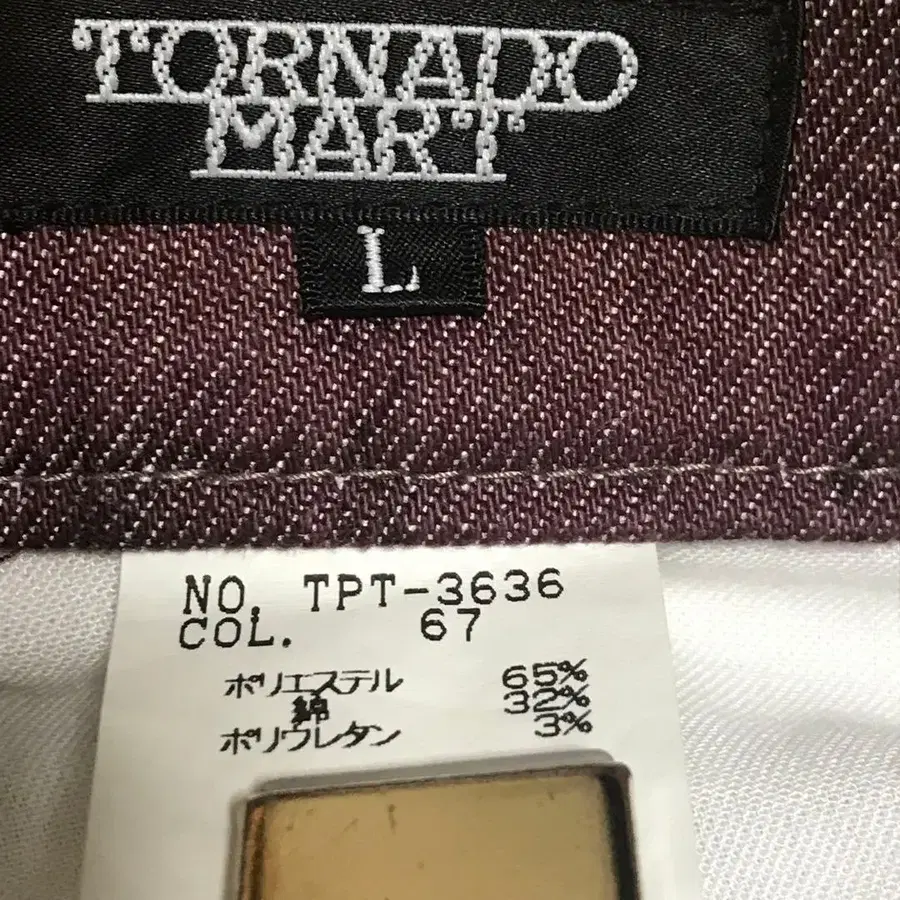 TORNADO
MART
L
NO. TPT-3636
COL. 67
ポリエステル 65%
綿 32%
ポリウレタン 3%